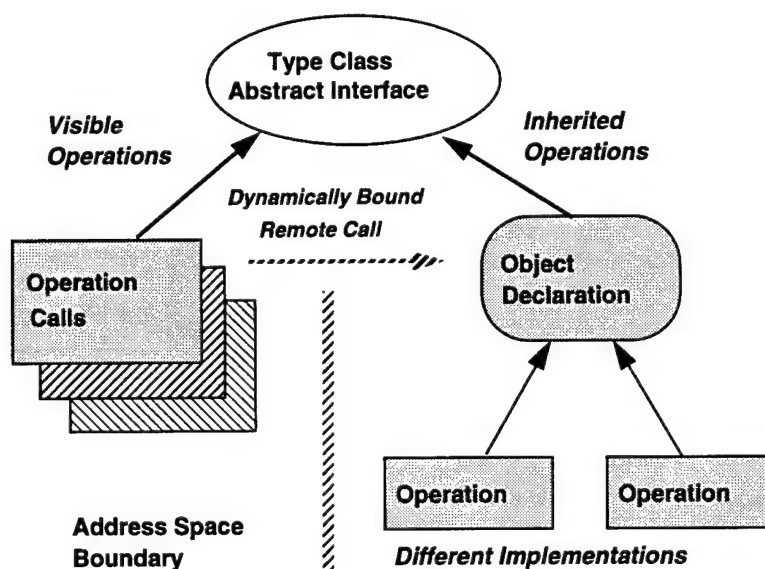 Type Class
Abstract Interface
Visible
Operations
Inherited
Operations
Dynamically Bound
Remote Call
Operation
Calls
Object
Declaration
Operation
Operation
Address Space
Boundary
Different Implementations